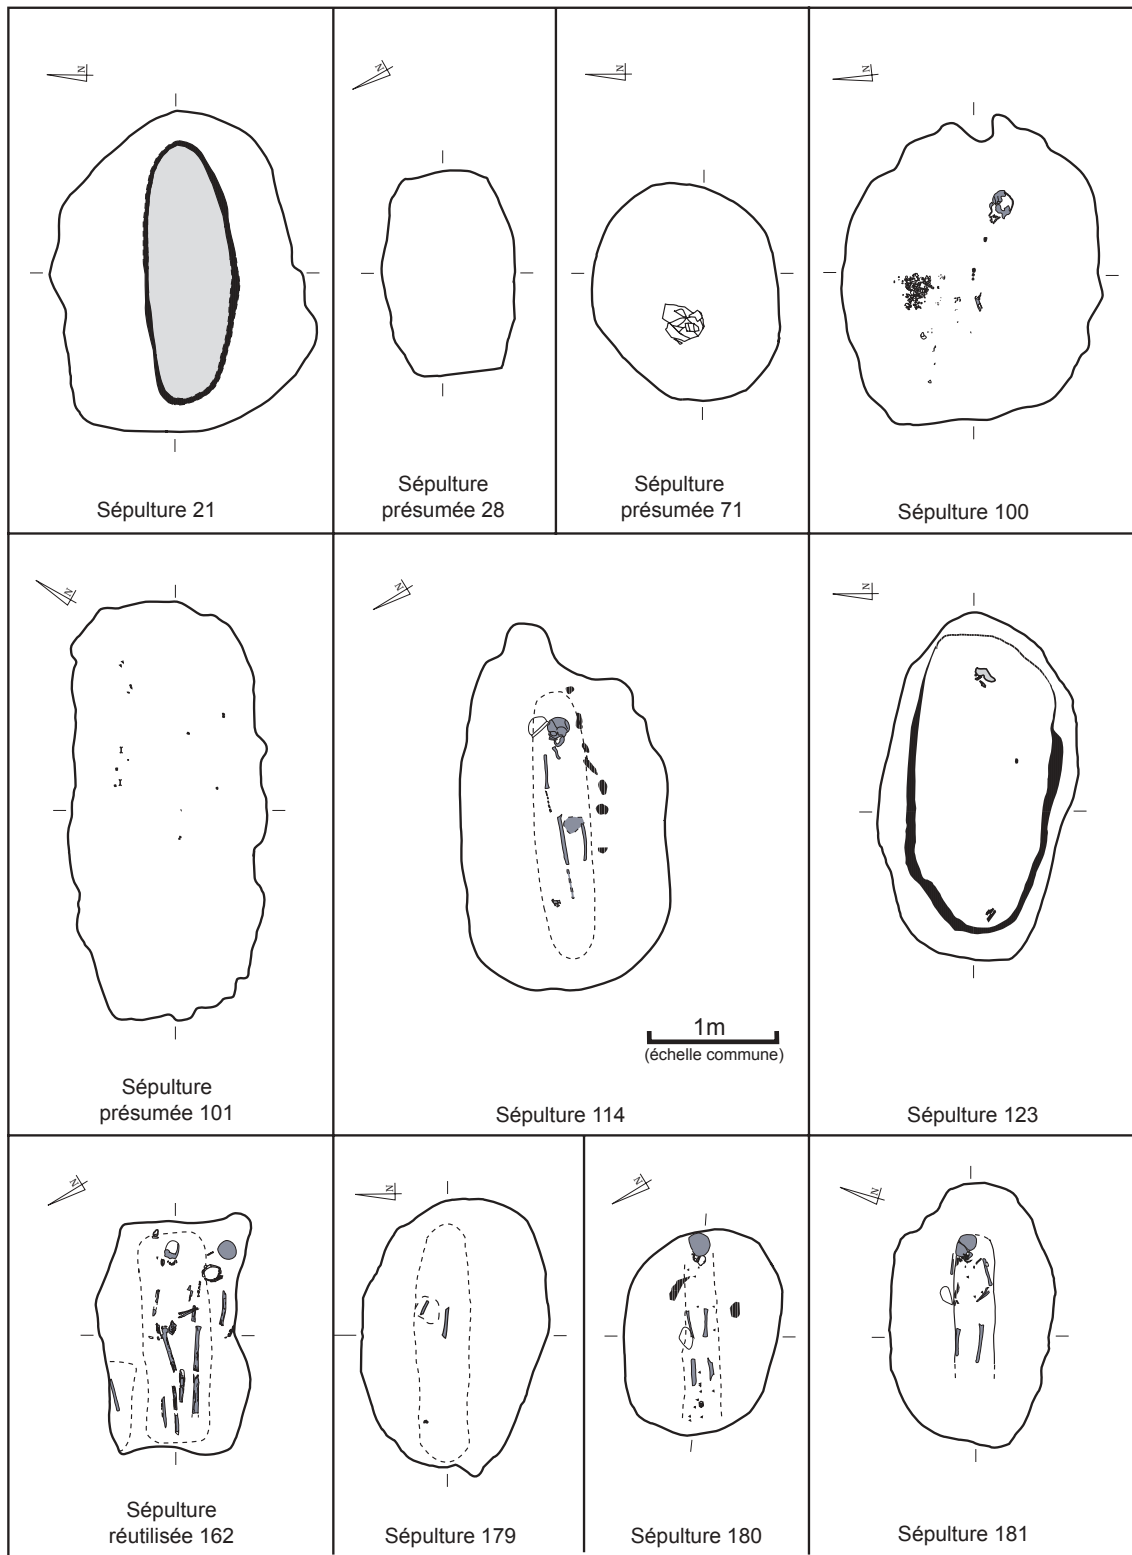 N
N
N
N
Sépulture 21
Sépulture
présumée 28
Sépulture
présumée 71
Sépulture 100
N
N
N
1m
(échelle commune)
Sépulture
présumée 101
Sépulture 114
Sépulture 123
N
N
N
N
Sépulture
réutilisée 162
Sépulture 179
Sépulture 180
Sépulture 181